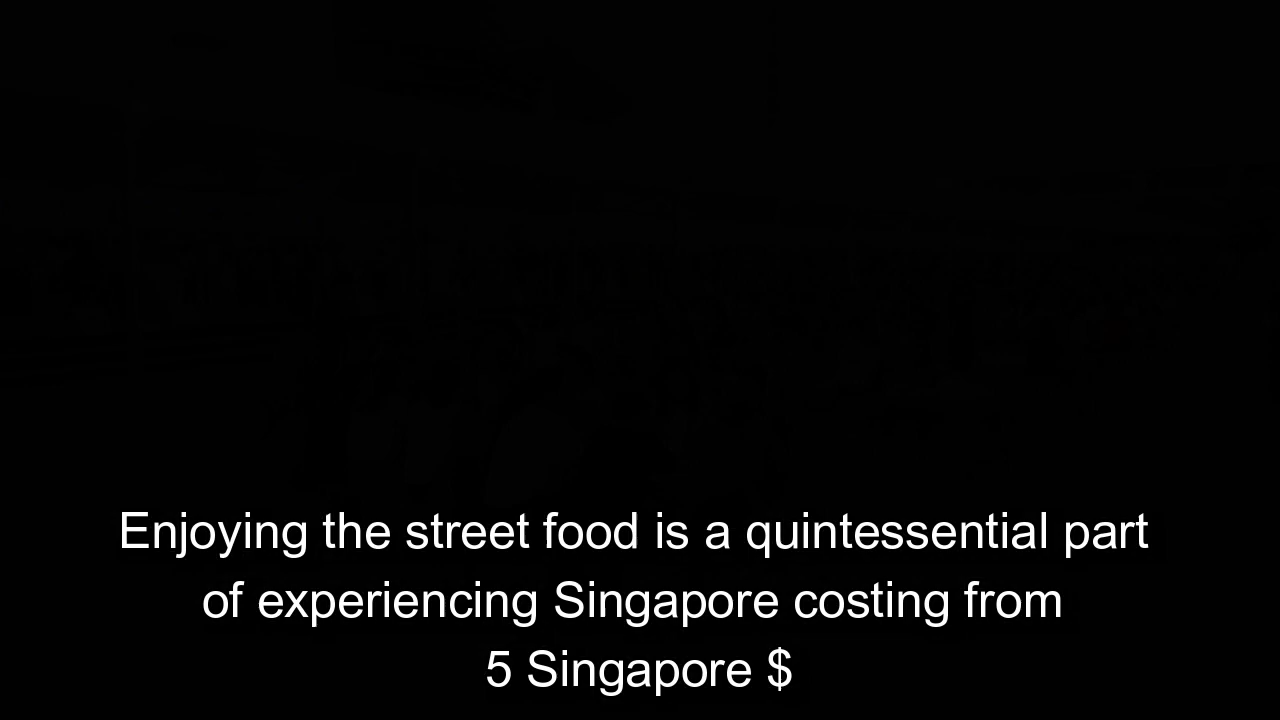 Enjoying the street food is a quintessential part
of experiencing Singapore costing from
5 Singapore $